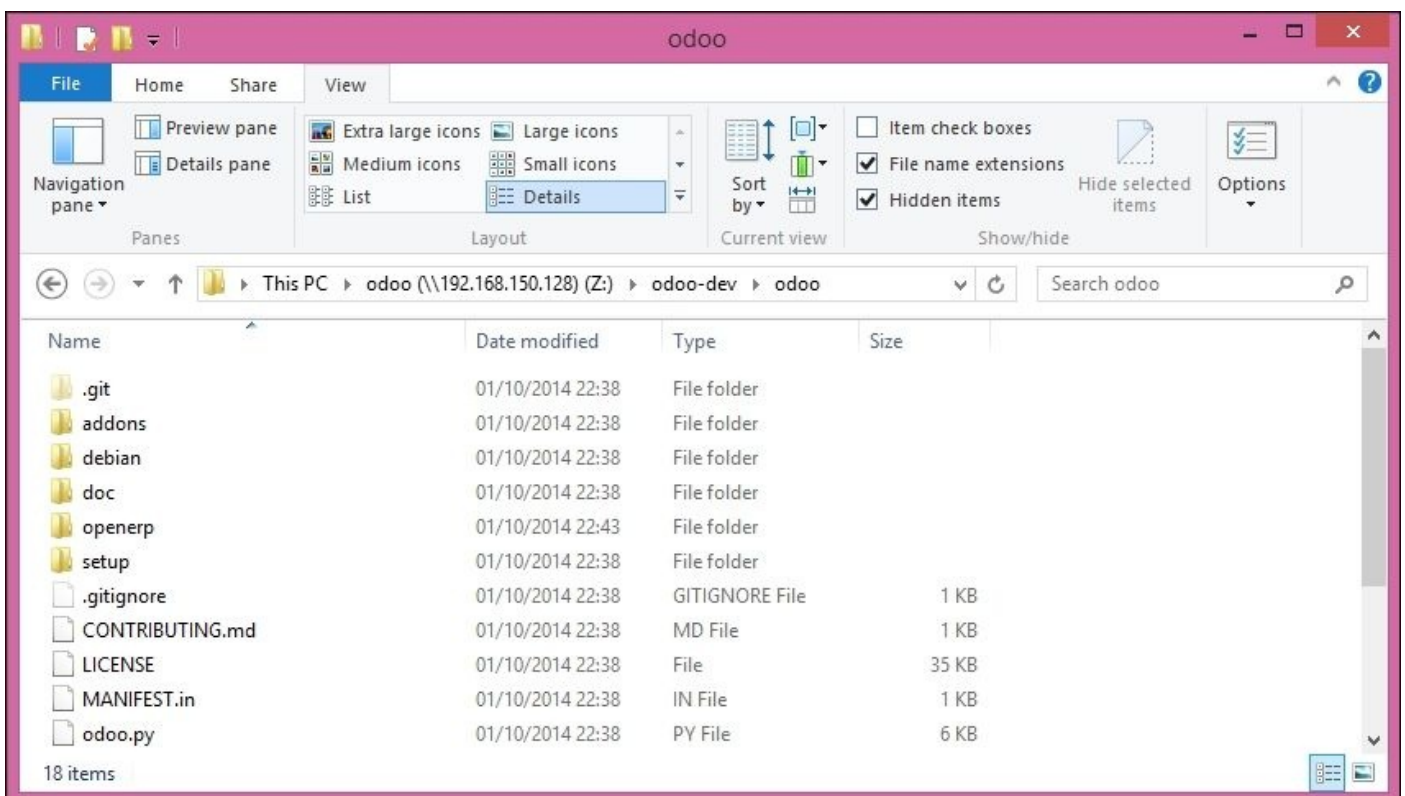 odoo
File Home Share View
Navigation pane
Preview pane
Details pane
Panes
Extra large icons Large icons
Medium icons Small icons
List Details
Layout
Sort by
Current view
Item check boxes
File name extensions
Hidden items
Hide selected items
Show/hide
Options
This PC odoo (\\192.168.150.128) (Z:) odoo-dev odoo
Search odoo
Name Date modified Type Size
.git 01/10/2014 22:38 File folder
addons 01/10/2014 22:38 File folder
debian 01/10/2014 22:38 File folder
doc 01/10/2014 22:38 File folder
openerp 01/10/2014 22:43 File folder
setup 01/10/2014 22:38 File folder
.gitignore 01/10/2014 22:38 GITIGNORE File 1 KB
CONTRIBUTING.md 01/10/2014 22:38 MD File 1 KB
LICENSE 01/10/2014 22:38 File 35 KB
MANIFEST.in 01/10/2014 22:38 IN File 1 KB
odoo.py 01/10/2014 22:38 PY File 6 KB
18 items